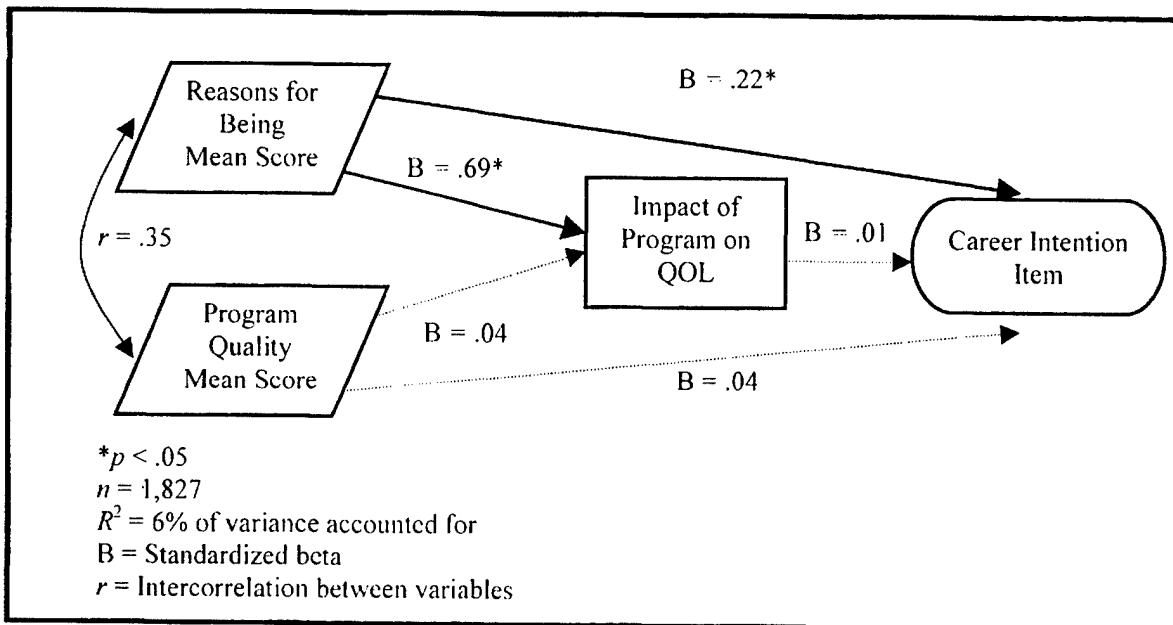 Reasons for
Being
Mean Score
B = .22*
B = .69*
r = .35
Impact of
Program on
QOL
B = .01
Career Intention
Item
Program
Quality
Mean Score
B = .04
B = .04
*p < .05
n = 1,827
R² = 6% of variance accounted for
B = Standardized beta
r = Intercorrelation between variables